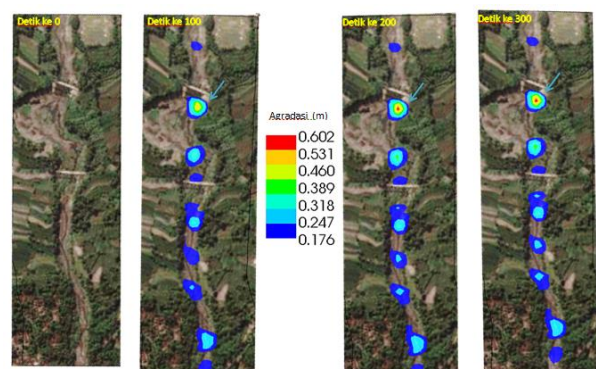 Detik ke 0
Detik ke 100
Detik ke 200
Detik ke 300
Agradasi (m)
0.602
0.531
0.460
0.389
0.318
0.247
0.176